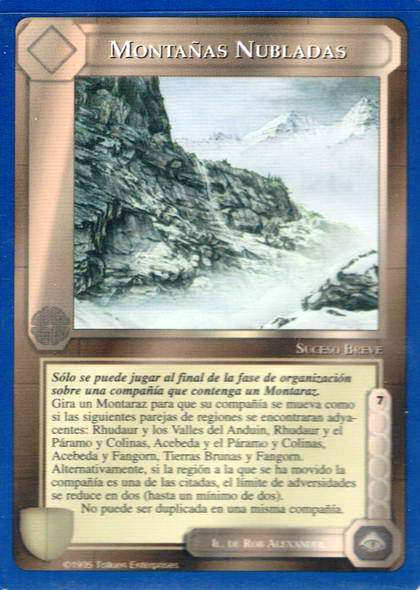 Montañas Nubladas
Suceso Breve
Sólo se puede jugar al final de la fase de organización
sobre una compañía que contenga un Montaraz.
Gira un Montaraz para que su compañía se mueva como
si las siguientes parejas de regiones se encontraran adya-
centes: Rhudaur y los Valles del Anduin, Rhudaur y el
Páramo y Colinas, Acebeda y el Páramo y Colinas,
Acebeda y Fangorn, Tierras Brunas y Fangorn.
Alternativamente, si la región a la que se ha movido la
compañía es una de las citadas, el límite de adversidades
se reduce en dos (hasta un mínimo de dos).
No puede ser duplicada en una misma compañía.
7
Il. de Rob Alexander
©1995 Tolkien Enterprises